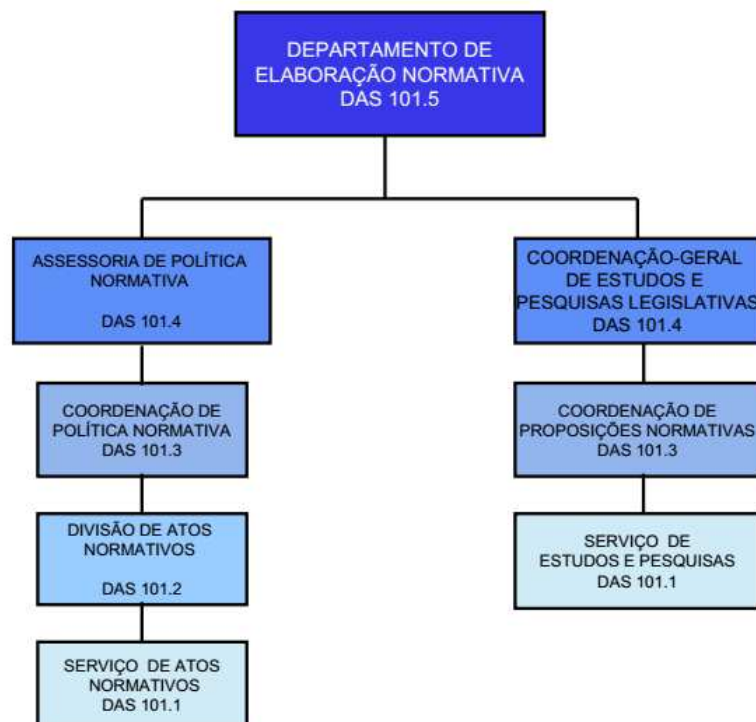 DEPARTAMENTO DE
ELABORAÇÃO NORMATIVA
DAS 101.5
ASSESSORIA DE POLÍTICA
NORMATIVA
DAS 101.4
COORDENAÇÃO-GERAL
DE ESTUDOS E
PESQUISAS LEGISLATIVAS
DAS 101.4
COORDENAÇÃO DE
POLÍTICA NORMATIVA
DAS 101.3
COORDENAÇÃO DE
PROPOSIÇÕES NORMATIVAS
DAS 101.3
DIVISÃO DE ATOS
NORMATIVOS
DAS 101.2
SERVIÇO DE
ESTUDOS E PESQUISAS
DAS 101.1
SERVIÇO DE ATOS
NORMATIVOS
DAS 101.1